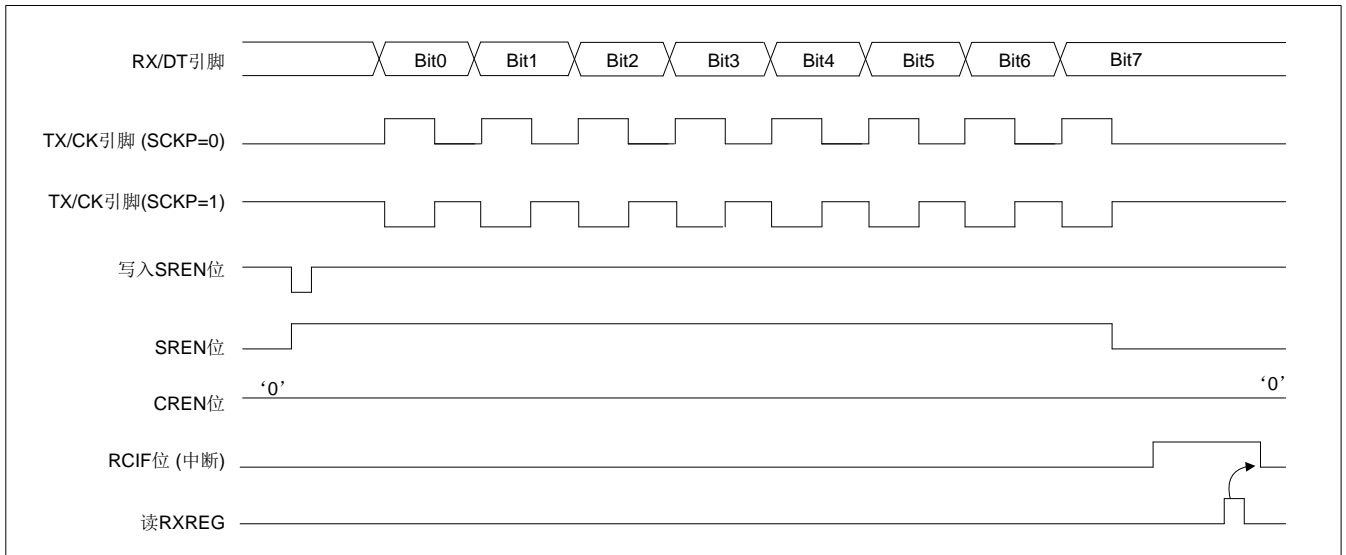 RX/DT引脚 Bit0 Bit1 Bit2 Bit3 Bit4 Bit5 Bit6 Bit7
TX/CK引脚 (SCKP=0)
TX/CK引脚(SCKP=1)
写入SREN位
SREN位
‘0’ ‘0’
CREN位
RCIF位 (中断)
读RXREG